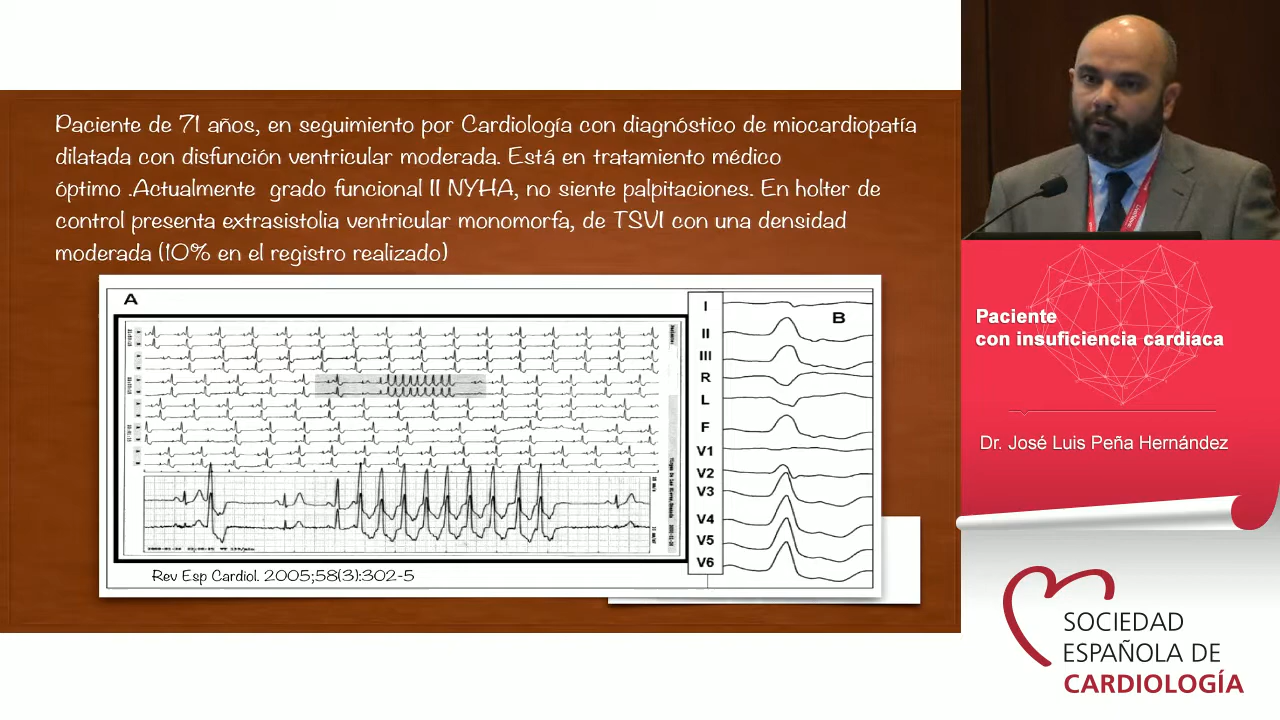 Paciente de 71 años, en seguimiento por Cardiología con diagnóstico de miocardiopatía
dilatada con disfunción ventricular moderada. Está en tratamiento médico
óptimo .Actualmente grado funcional II NYHA, no siente palpitaciones. En holter de
control presenta extrasistolia ventricular monomorfa, de TSVI con una densidad
moderada (10% en el registro realizado)
A
B
I
II
III
R
L
F
V1
V2
V3
V4
V5
V6
Rev Esp Cardiol. 2005;58(3):302-5
Paciente
con insuficiencia cardiaca
Dr. José Luis Peña Hernández
SOCIEDAD
ESPAÑOLA DE
CARDIOLOGÍA